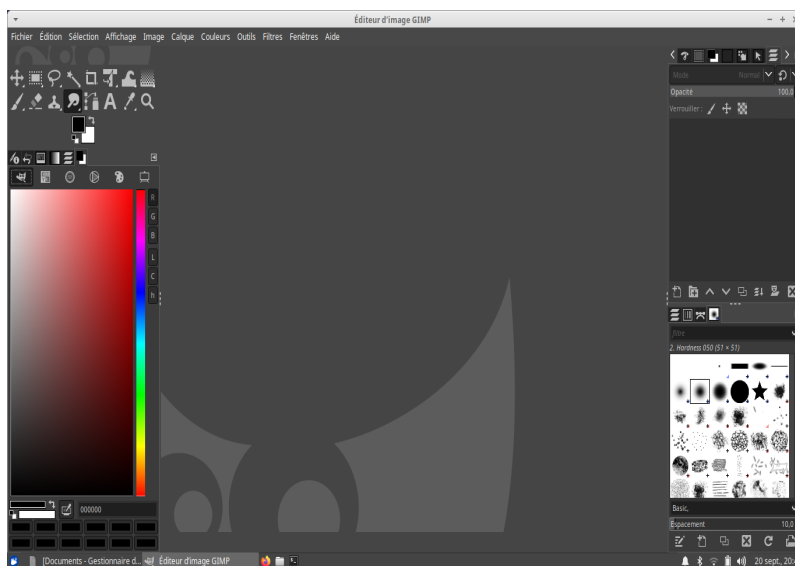 Éditeur d'image GIMP
Fichier Édition Sélection Affichage Image Calque Couleurs Outils Filtres Fenêtres Aide
Mode Normal
Opacité 100,0
Verrouiller :
R
G
B
L
C
h
filtre
2. Hardness 050 (51 × 51)
000000
Basic,
Espacement 10,0
[Documents - Gestionnaire d... Éditeur d'image GIMP
20 sept., 20: